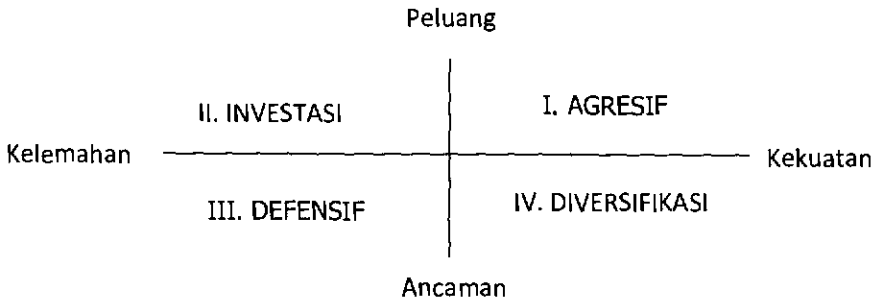 Peluang
II. INVESTASI
I. AGRESIF
Kelemahan
Kekuatan
III. DEFENSIF
IV. DIVERSIFIKASI
Ancaman